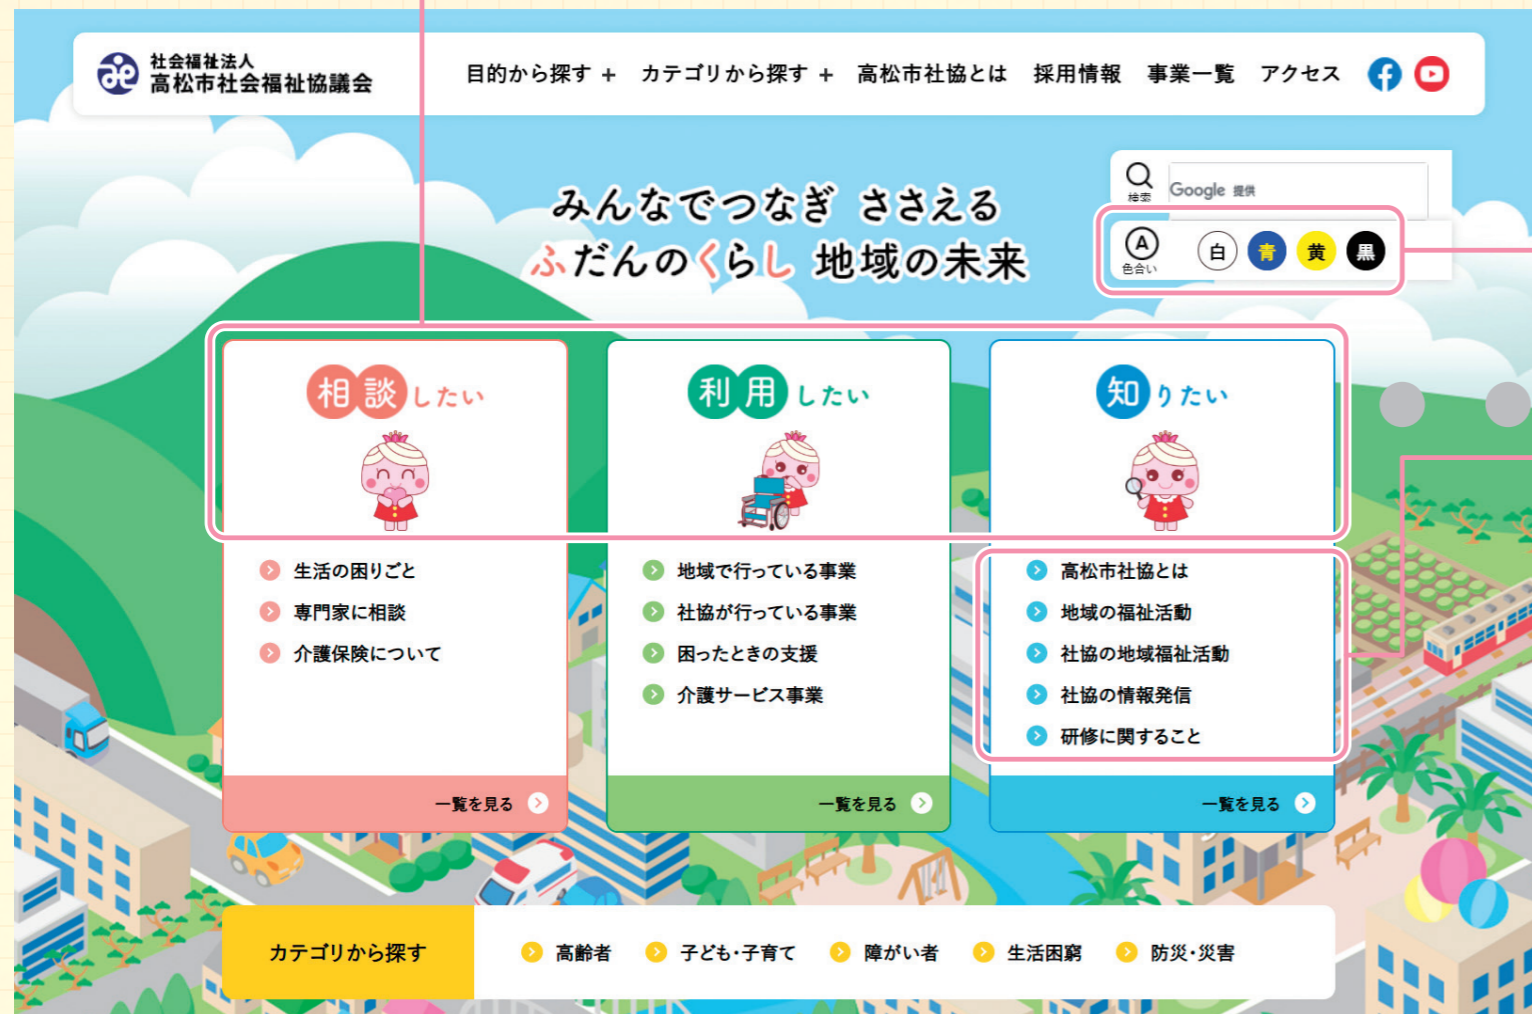 社会福祉法人
高松市社会福祉協議会
目的から探す + カテゴリから探す + 高松市社協とは 採用情報 事業一覧 アクセス
検索 Google 提供
A 色合い 白 青 黄 黒
みんなでつなぎ ささえる
ふだんのくらし 地域の未来
相談したい
生活の困りごと
専門家に相談
介護保険について
一覧を見る
利用したい
地域で行っている事業
社協が行っている事業
困ったときの支援
介護サービス事業
一覧を見る
知りたい
高松市社協とは
地域の福祉活動
社協の地域福祉活動
社協の情報発信
研修に関すること
一覧を見る
カテゴリから探す 高齢者 子ども・子育て 障がい者 生活困窮 防災・災害